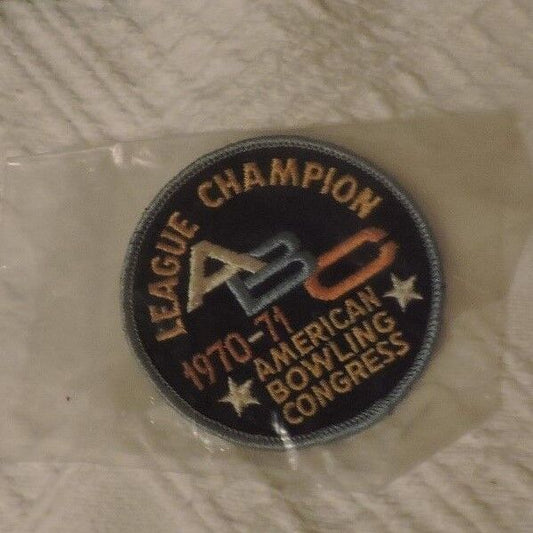 LEAGUE CHAMPION
ABC
1970-71
AMERICAN
BOWLING
CONGRESS